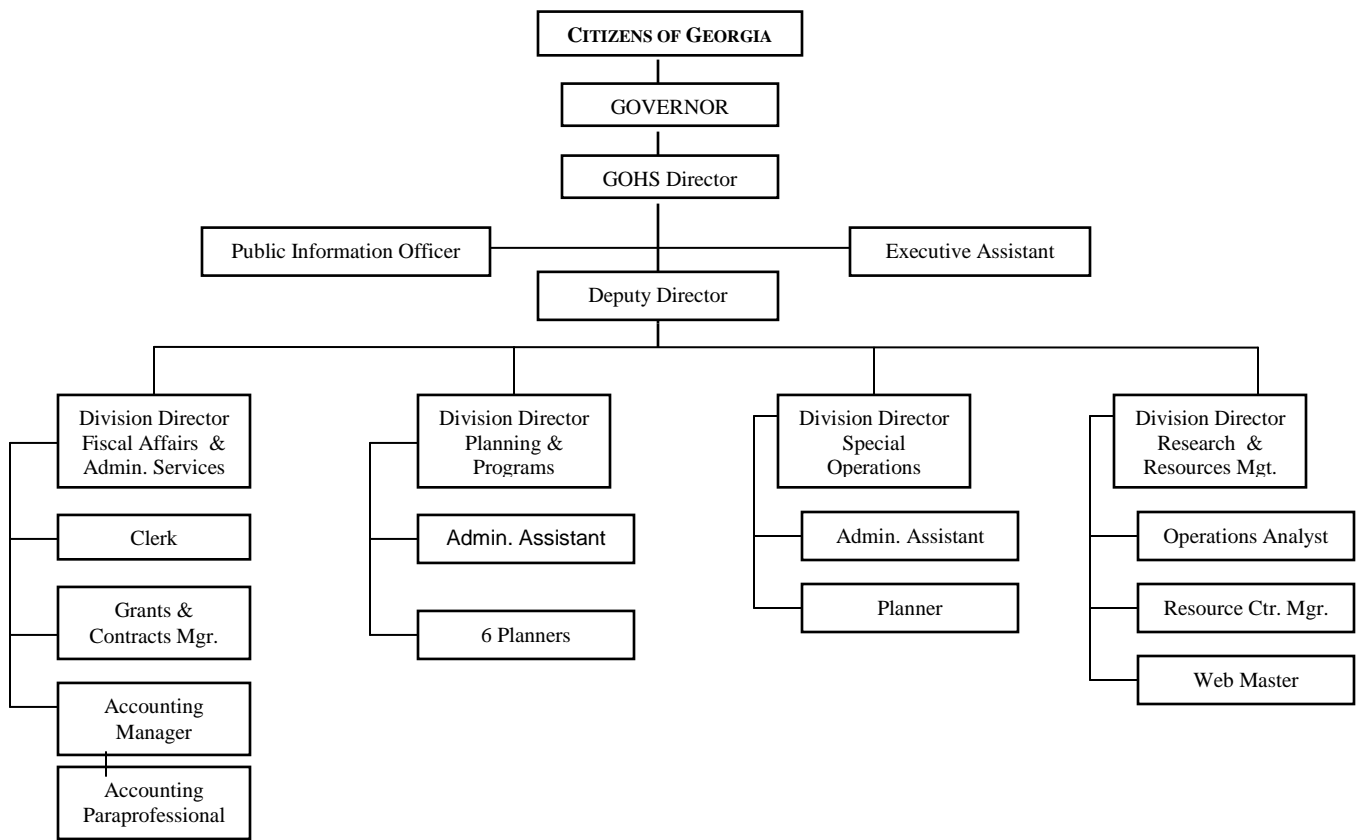 CITIZENS OF GEORGIA
GOVERNOR
GOHS Director
Public Information Officer
Executive Assistant
Deputy Director
Division Director
Fiscal Affairs &
Admin. Services
Clerk
Grants &
Contracts Mgr.
Accounting
Manager
Accounting
Paraprofessional
Division Director
Planning &
Programs
Admin. Assistant
6 Planners
Division Director
Special
Operations
Admin. Assistant
Planner
Division Director
Research &
Resources Mgt.
Operations Analyst
Resource Ctr. Mgr.
Web Master